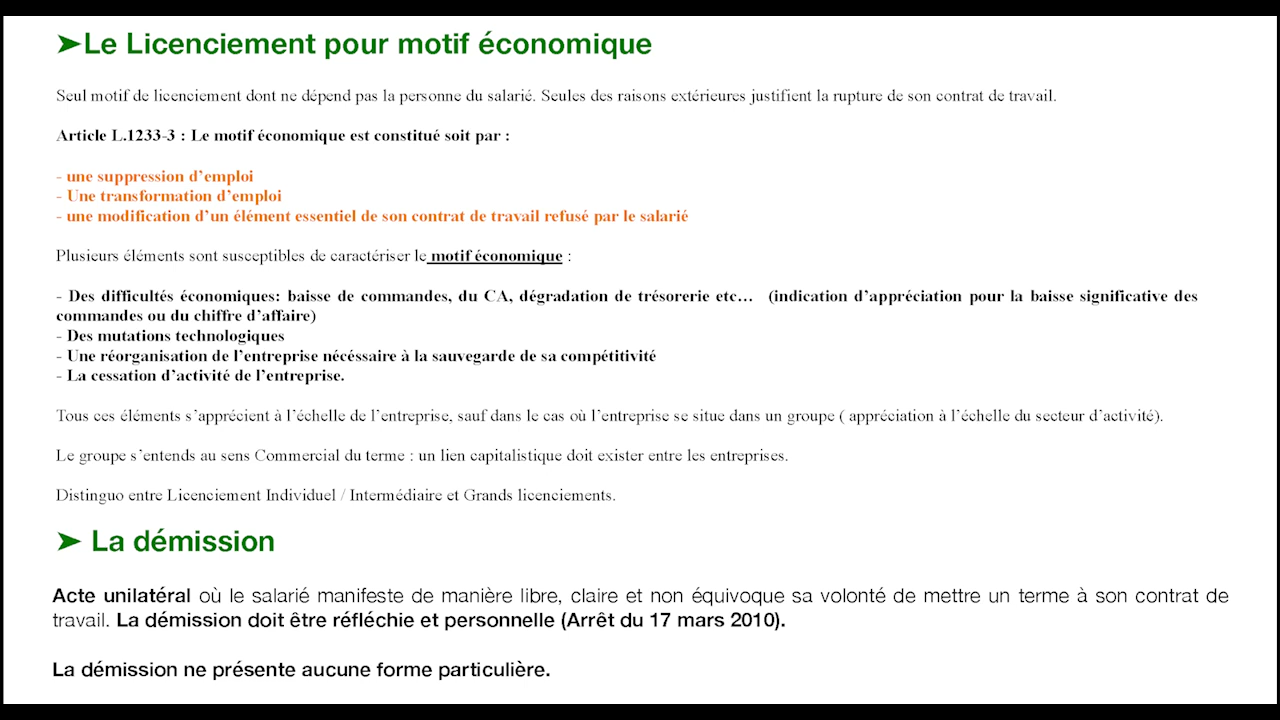 ➤Le Licenciement pour motif économique
Seul motif de licenciement dont ne dépend pas la personne du salarié. Seules des raisons extérieures justifient la rupture de son contrat de travail.
Article L.1233-3 : Le motif économique est constitué soit par :
- une suppression d’emploi
- Une transformation d’emploi
- une modification d’un élément essentiel de son contrat de travail refusé par le salarié
Plusieurs éléments sont susceptibles de caractériser le motif économique :
- Des difficultés économiques: baisse de commandes, du CA, dégradation de trésorerie etc… (indication d’appréciation pour la baisse significative des
commandes ou du chiffre d’affaire)
- Des mutations technologiques
- Une réorganisation de l’entreprise nécéssaire à la sauvegarde de sa compétitivité
- La cessation d’activité de l’entreprise.
Tous ces éléments s’apprécient à l’échelle de l’entreprise, sauf dans le cas où l’entreprise se situe dans un groupe ( appréciation à l’échelle du secteur d’activité).
Le groupe s’entends au sens Commercial du terme : un lien capitalistique doit exister entre les entreprises.
Distinguo entre Licenciement Individuel / Intermédiaire et Grands licenciements.
➤ La démission
Acte unilatéral où le salarié manifeste de manière libre, claire et non équivoque sa volonté de mettre un terme à son contrat de
travail. La démission doit être réfléchie et personnelle (Arrêt du 17 mars 2010).
La démission ne présente aucune forme particulière.